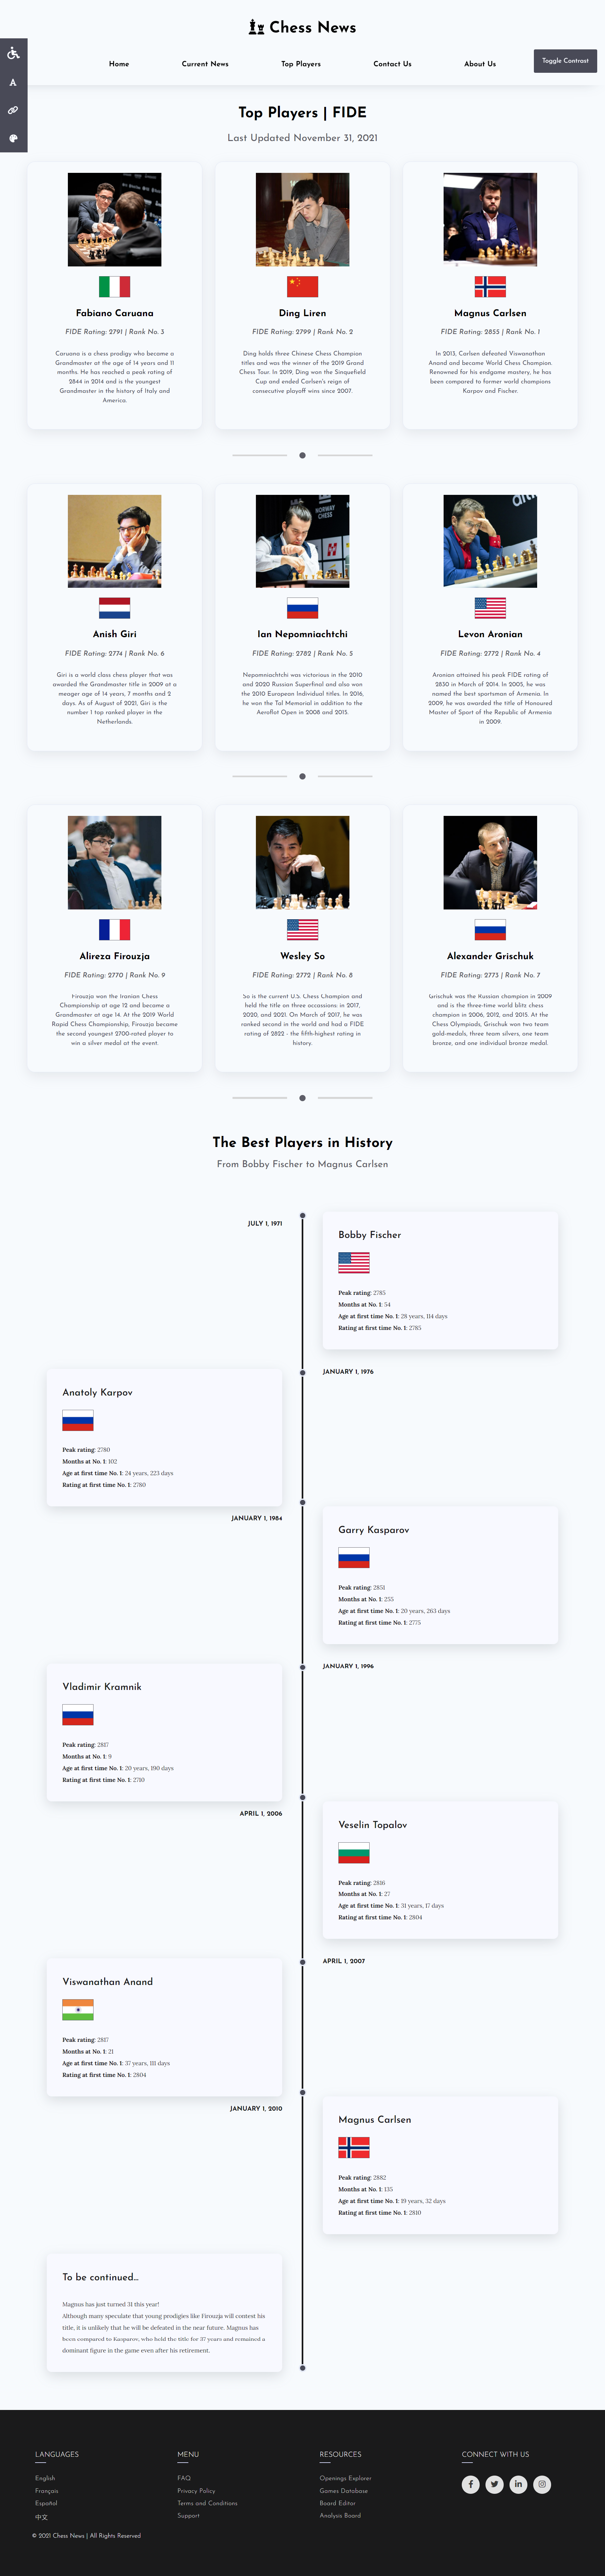 Chess News
Home
Current News
Top Players
Contact Us
About Us
Toggle Contrast
A
Top Players | FIDE
Last Updated November 31, 2021
Fabiano Caruana
FIDE Rating: 2791 | Rank No. 3
Caruana is a chess prodigy who become a
Grandmaster at the age of 14 years and 11
months. He has reached a peak rating of
2844 in 2014 and is the youngest
Grandmaster in the history of Italy and
America.
Ding Liren
FIDE Rating: 2799 | Rank No. 2
Ding holds three Chinese Chess Champion
titles and was the winner of the 2019 Grand
Chess Tour. In 2019, Ding won the Sinquefield
Cup and ended Carlsen's reign of
consecutive playoff wins since 2007.
Magnus Carlsen
FIDE Rating: 2855 | Rank No. 1
In 2013, Carlsen defeated Viswanathan
Anand and became World Chess Champion.
Renowned for his endgame mastery, he has
been compared to former world champions
Karpov and Fischer.
NORWAY
CHESS
Anish Giri
FIDE Rating: 2774 | Rank No. 6
Giri is a world class chess player that was
awarded the Grandmaster title in 2009 at a
meager age of 14 years, 7 months and 2
days. As of August of 2021, Giri is the
number 1 top ranked player in the
Netherlands.
Ian Nepomniachtchi
FIDE Rating: 2782 | Rank No. 5
Nepomniachtchi was victorious in the 2010
and 2020 Russian Superfinal and also won
the 2010 European Individual titles. In 2016,
he won the Tal Memorial in addition to the
Aeroflot Open in 2008 and 2015.
Levon Aronian
FIDE Rating: 2772 | Rank No. 4
Aronian attained his peak FIDE rating of
2830 in March of 2014. In 2005, he was
named the best sportsman of Armenia. In
2009, he was awarded the title of Honoured
Master of Sport of the Republic of Armenia
in 2009.
Alireza Firouzja
FIDE Rating: 2770 | Rank No. 9
Firouzja won the Iranian Chess
Championship at age 12 and became a
Grandmaster at age 14. At the 2019 World
Rapid Chess Championship, Firouzja became
the second youngest 2700-rated player to
win a silver medal at the event.
Wesley So
FIDE Rating: 2772 | Rank No. 8
So is the current U.S. Chess Champion and
held the title on three occassions: in 2017,
2020, and 2021. On March of 2017, he was
ranked second in the world and had a FIDE
rating of 2822 - the fifth-highest rating in
history.
Alexander Grischuk
FIDE Rating: 2773 | Rank No. 7
Grischuk was the Russian champion in 2009
and is the three-time world blitz chess
champion in 2006, 2012, and 2015. At the
Chess Olympiads, Grischuk won two team
gold-medals, three team silvers, one team
bronze, and one individual bronze medal.
The Best Players in History
From Bobby Fischer to Magnus Carlsen
JULY 1, 1971
Bobby Fischer
Peak rating: 2785
Months at No. 1: 54
Age at first time No. 1: 28 years, 114 days
Rating at first time No. 1: 2785
JANUARY 1, 1976
Anatoly Karpov
Peak rating: 2780
Months at No. 1: 102
Age at first time No. 1: 24 years, 223 days
Rating at first time No. 1: 2780
JANUARY 1, 1984
Garry Kasparov
Peak rating: 2851
Months at No. 1: 255
Age at first time No. 1: 20 years, 263 days
Rating at first time No. 1: 2775
JANUARY 1, 1996
Vladimir Kramnik
Peak rating: 2817
Months at No. 1: 9
Age at first time No. 1: 20 years, 190 days
Rating at first time No. 1: 2710
APRIL 1, 2006
Veselin Topalov
Peak rating: 2816
Months at No. 1: 27
Age at first time No. 1: 31 years, 17 days
Rating at first time No. 1: 2804
APRIL 1, 2007
Viswanathan Anand
Peak rating: 2817
Months at No. 1: 21
Age at first time No. 1: 37 years, 111 days
Rating at first time No. 1: 2804
JANUARY 1, 2010
Magnus Carlsen
Peak rating: 2882
Months at No. 1: 135
Age at first time No. 1: 19 years, 32 days
Rating at first time No. 1: 2810
To be continued...
Magnus has just turned 31 this year!
Although many speculate that young prodigies like Firouzja will contest his
title, it is unlikely that he will be defeated in the near future. Magnus has
been compared to Kasparov, who held the title for 37 years and remained a
dominant figure in the game even after his retirement.
LANGUAGES
English
Français
Español
中文
MENU
FAQ
Privacy Policy
Terms and Conditions
Support
RESOURCES
Openings Explorer
Games Database
Board Editor
Analysis Board
CONNECT WITH US
© 2021 Chess News | All Rights Reserved